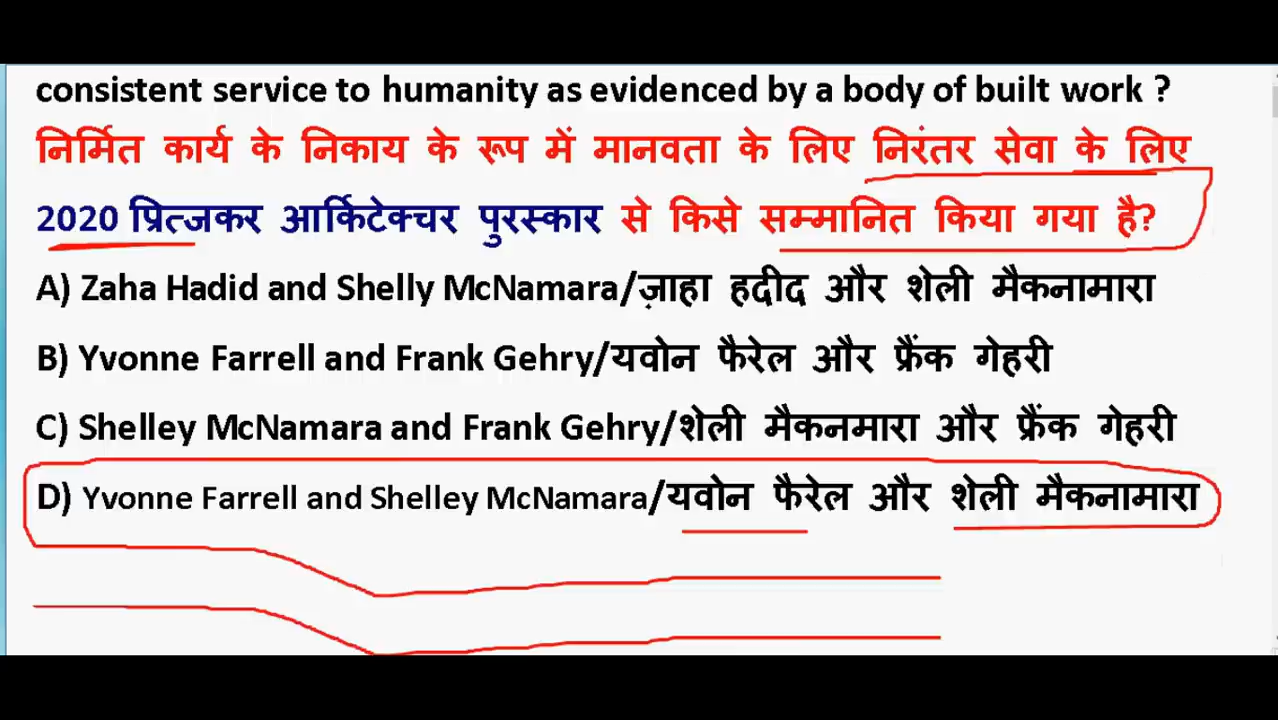 consistent service to humanity as evidenced by a body of built work ?
निर्मित कार्य के निकाय के रूप में मानवता के लिए निरंतर सेवा के लिए
2020 प्रित्जकर आर्किटेक्चर पुरस्कार से किसे सम्मानित किया गया है?
A) Zaha Hadid and Shelly McNamara/ज़ाहा हदीद और शेली मैकनामारा
B) Yvonne Farrell and Frank Gehry/यवोन फैरेल और फ्रैंक गेहरी
C) Shelley McNamara and Frank Gehry/शेली मैकनमारा और फ्रैंक गेहरी
D) Yvonne Farrell and Shelley McNamara/यवोन फैरेल और शेली मैकनामारा